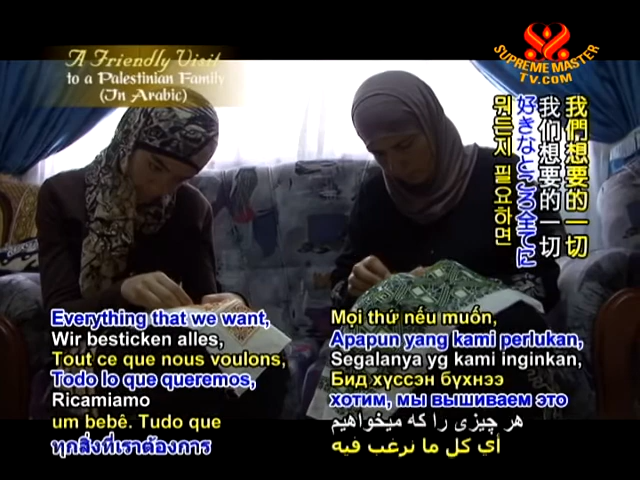 A Friendly Visit
to a Palestinian Family
(In Arabic)
SUPREME MASTER
TV.COM
我們想要的一切
我们想要的一切
好きなところ全てに
뭐든지 필요하면
Everything that we want,
Wir besticken alles,
Tout ce que nous voulons,
Todo lo que queremos,
Ricamiamo
um bebê. Tudo que
ทุกสิ่งที่เราต้องการ
Mọi thứ nếu muốn,
Apapun yang kami perlukan,
Segalanya yg kami inginkan,
Бид хүссэн бүхнээ
хотим, мы вышиваем это
هر چیزی را که میخواهیم
أي كل ما نرغب فيه